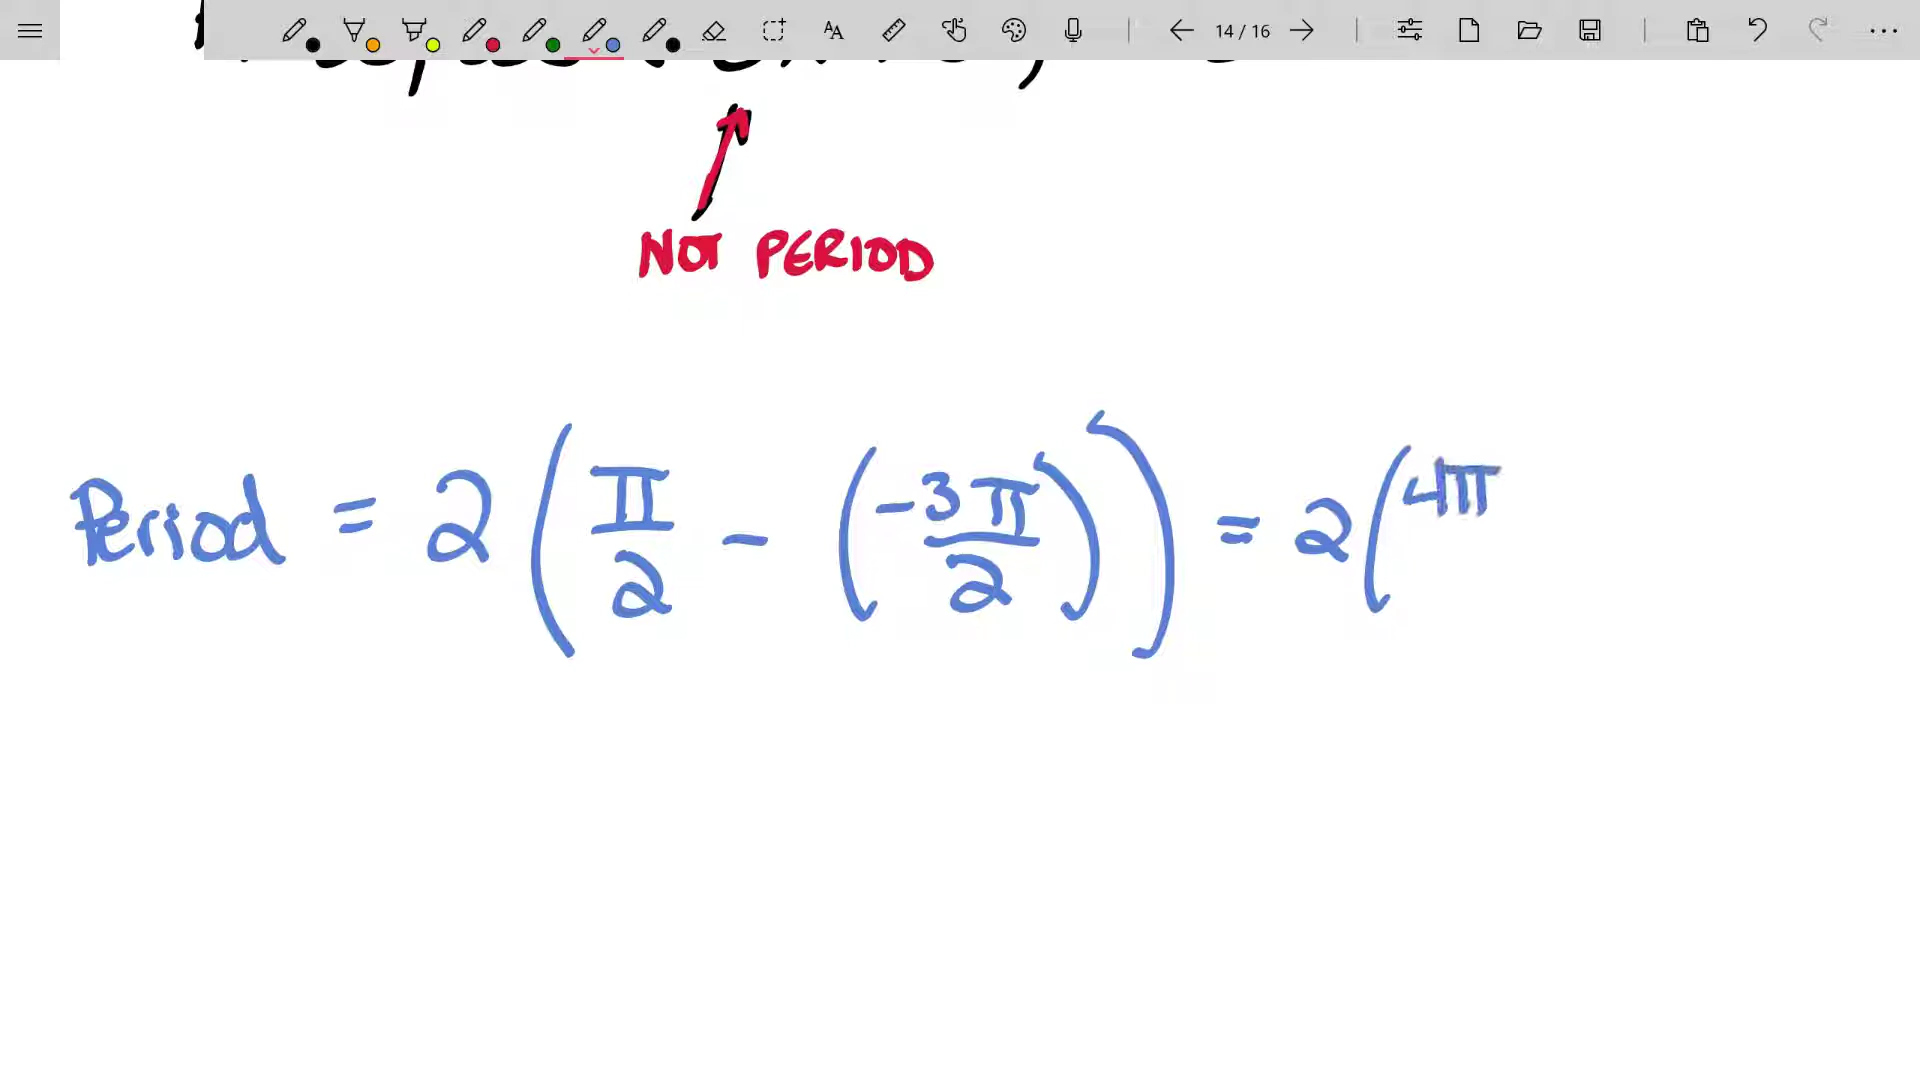 14 / 16
NOT PERIOD
Period = 2 ( π/2 - ( -3π/2 ) ) = 2 ( 4π